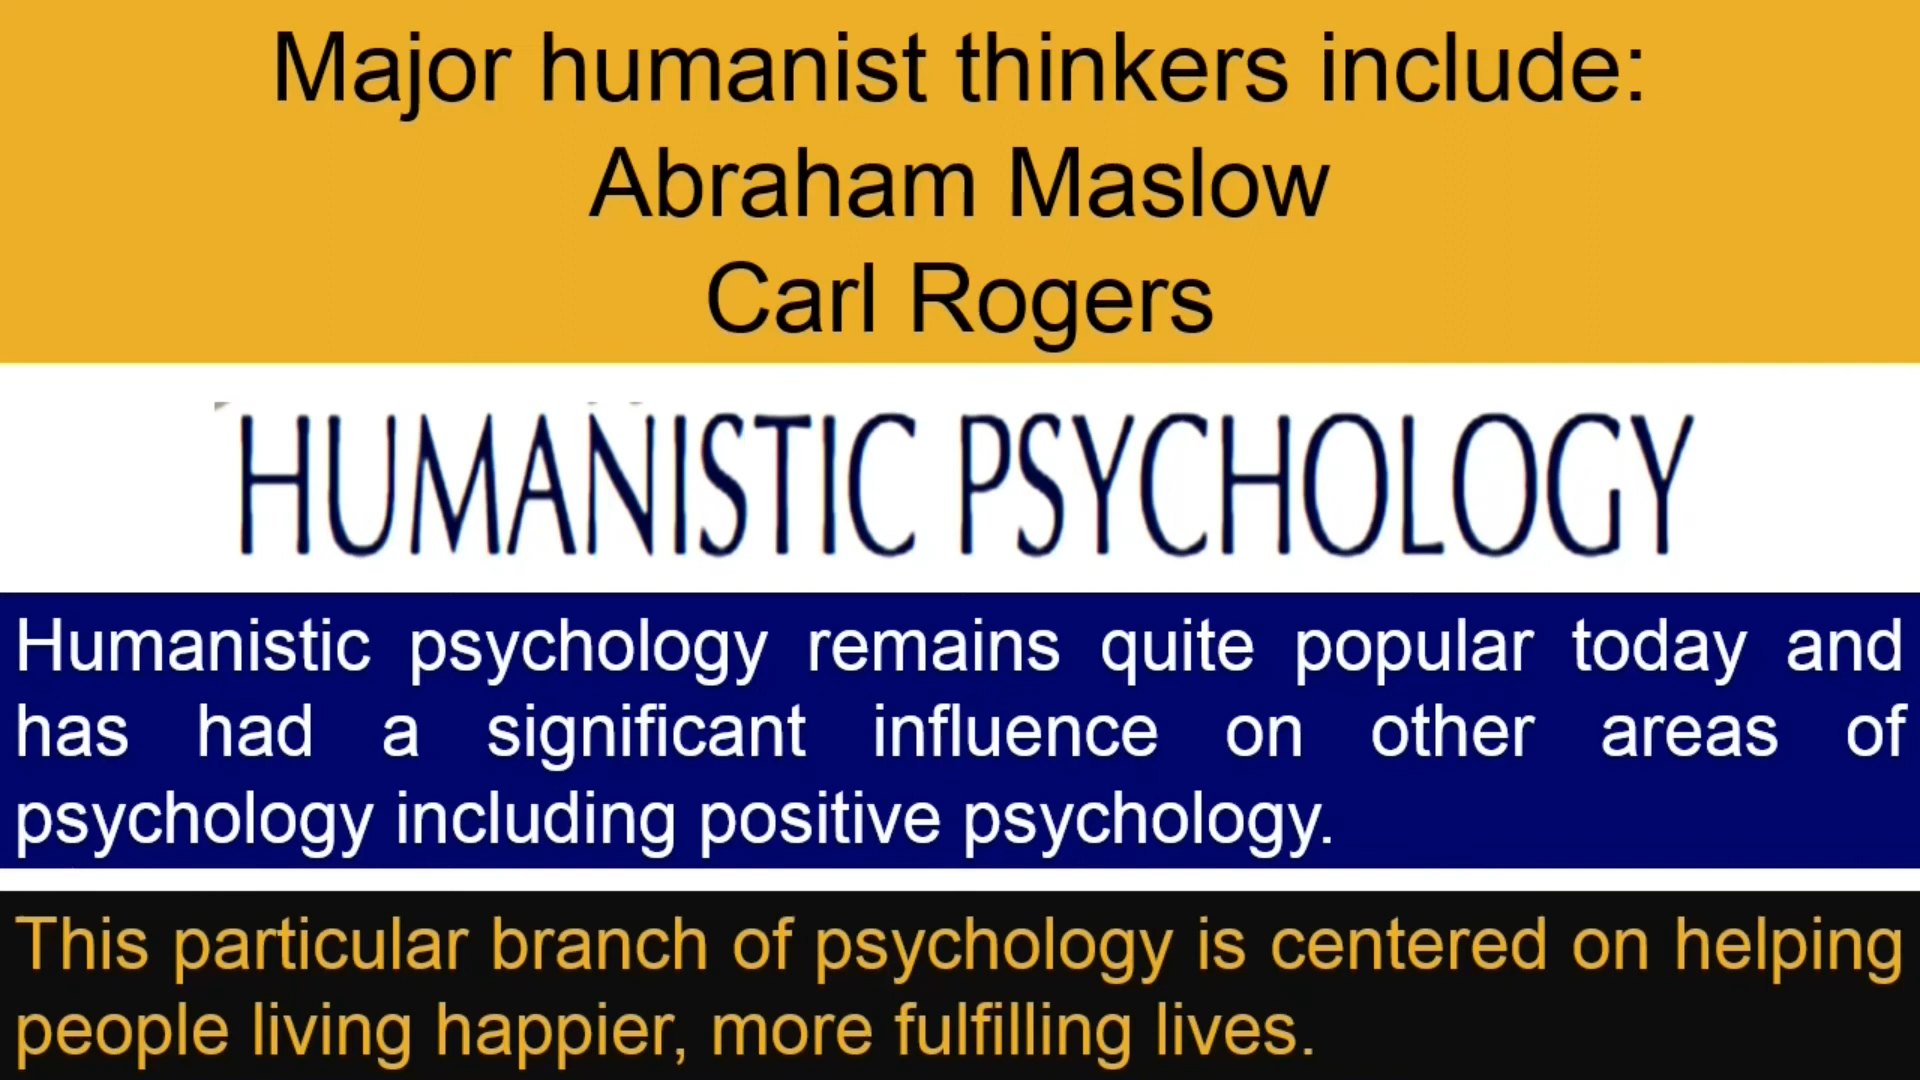 Major humanist thinkers include:
Abraham Maslow
Carl Rogers
HUMANISTIC PSYCHOLOGY
Humanistic psychology remains quite popular today and
has had a significant influence on other areas of
psychology including positive psychology.
This particular branch of psychology is centered on helping
people living happier, more fulfilling lives.